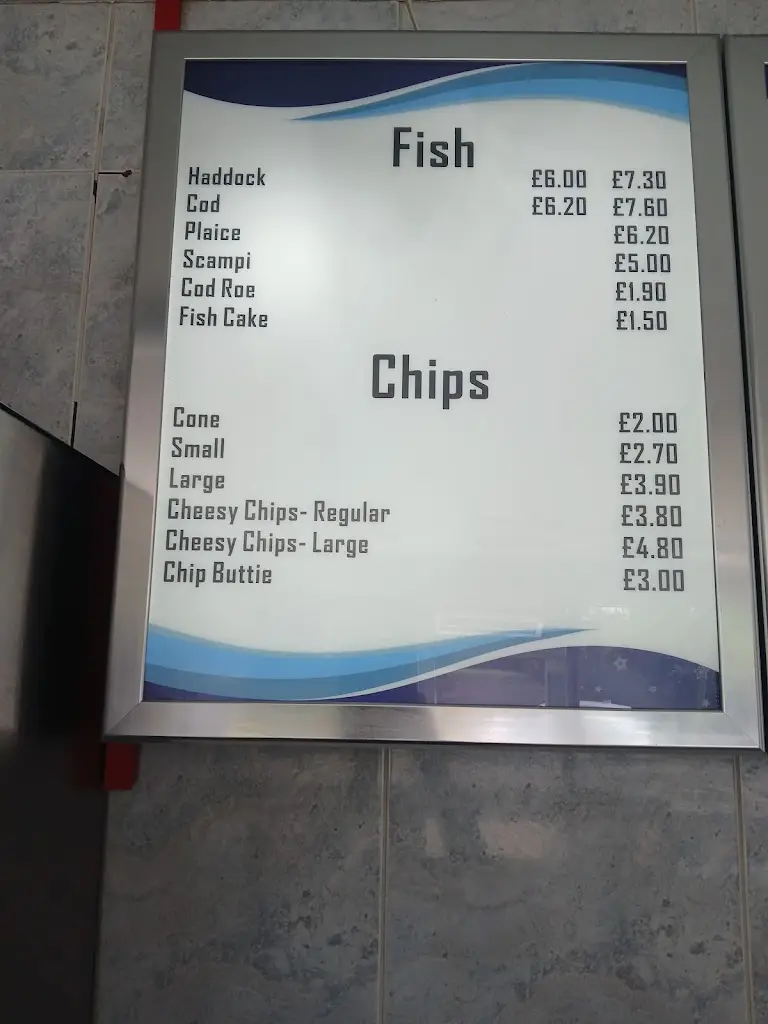 Fish
Haddock £6.00 £7.30
Cod £6.20 £7.60
Plaice £6.20
Scampi £5.00
Cod Roe £1.90
Fish Cake £1.50
Chips
Cone £2.00
Small £2.70
Large £3.90
Cheesy Chips- Regular £3.80
Cheesy Chips- Large £4.80
Chip Buttie £3.00